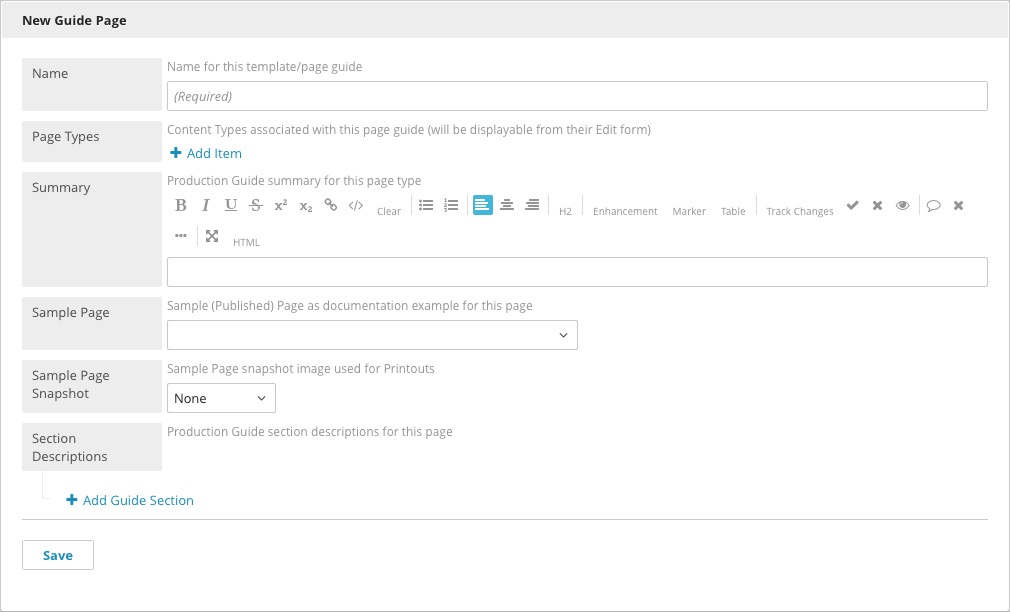 New Guide Page
Name
Name for this template/page guide
(Required)
Page Types
Content Types associated with this page guide (will be displayable from their Edit form)
Add Item
Summary
Production Guide summary for this page type
B I U S x² x₂ </> Clear H2 Enhancement Marker Table Track Changes
HTML
Sample Page
Sample (Published) Page as documentation example for this page
Sample Page
Snapshot
Sample Page snapshot image used for Printouts
None
Section
Descriptions
Production Guide section descriptions for this page
Add Guide Section
Save